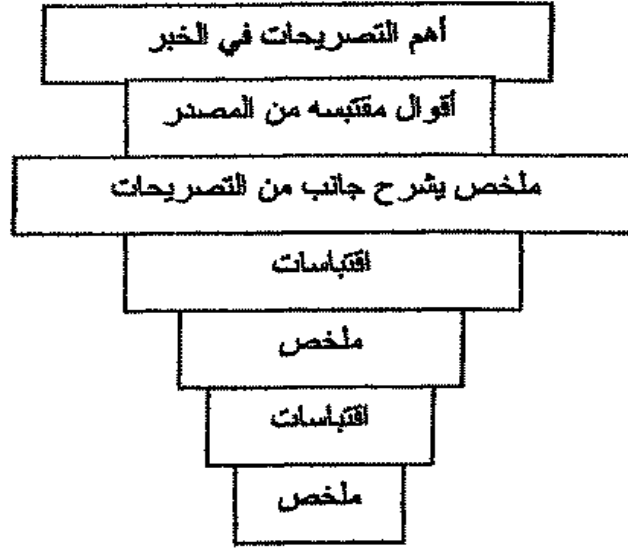 أهم التصريحات في الخبر
أقوال مقتبسه من المصدر
ملخص يشرح جانب من التصريحات
اقتباسات
ملخص
اقتباسات
ملخص